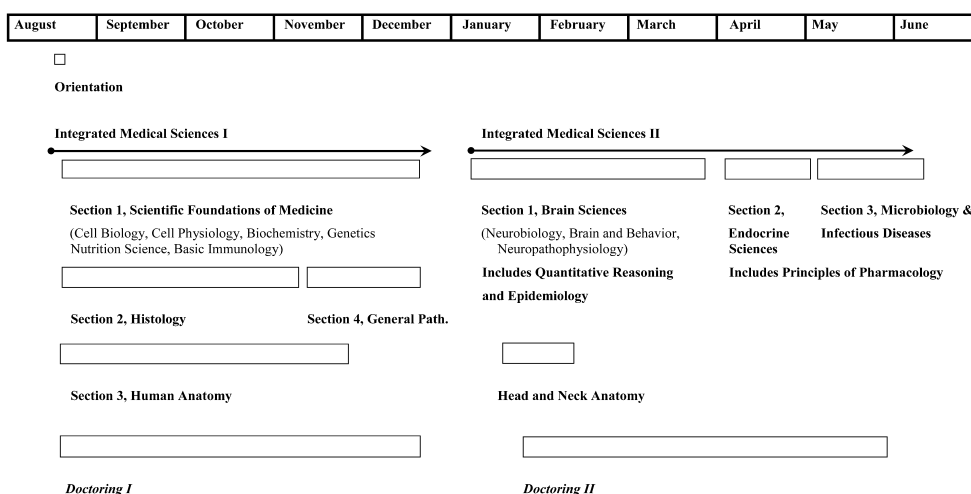 August September October November December January February March April May June
Orientation
Integrated Medical Sciences I Integrated Medical Sciences II
Section 1, Scientific Foundations of Medicine Section 1, Brain Sciences Section 2, Section 3, Microbiology &
(Cell Biology, Cell Physiology, Biochemistry, Genetics (Neurobiology, Brain and Behavior, Endocrine Infectious Diseases
Nutrition Science, Basic Immunology) Neuropathophysiology) Sciences
Includes Quantitative Reasoning Includes Principles of Pharmacology
and Epidemiology
Section 2, Histology Section 4, General Path.
Section 3, Human Anatomy Head and Neck Anatomy
Doctoring I Doctoring II